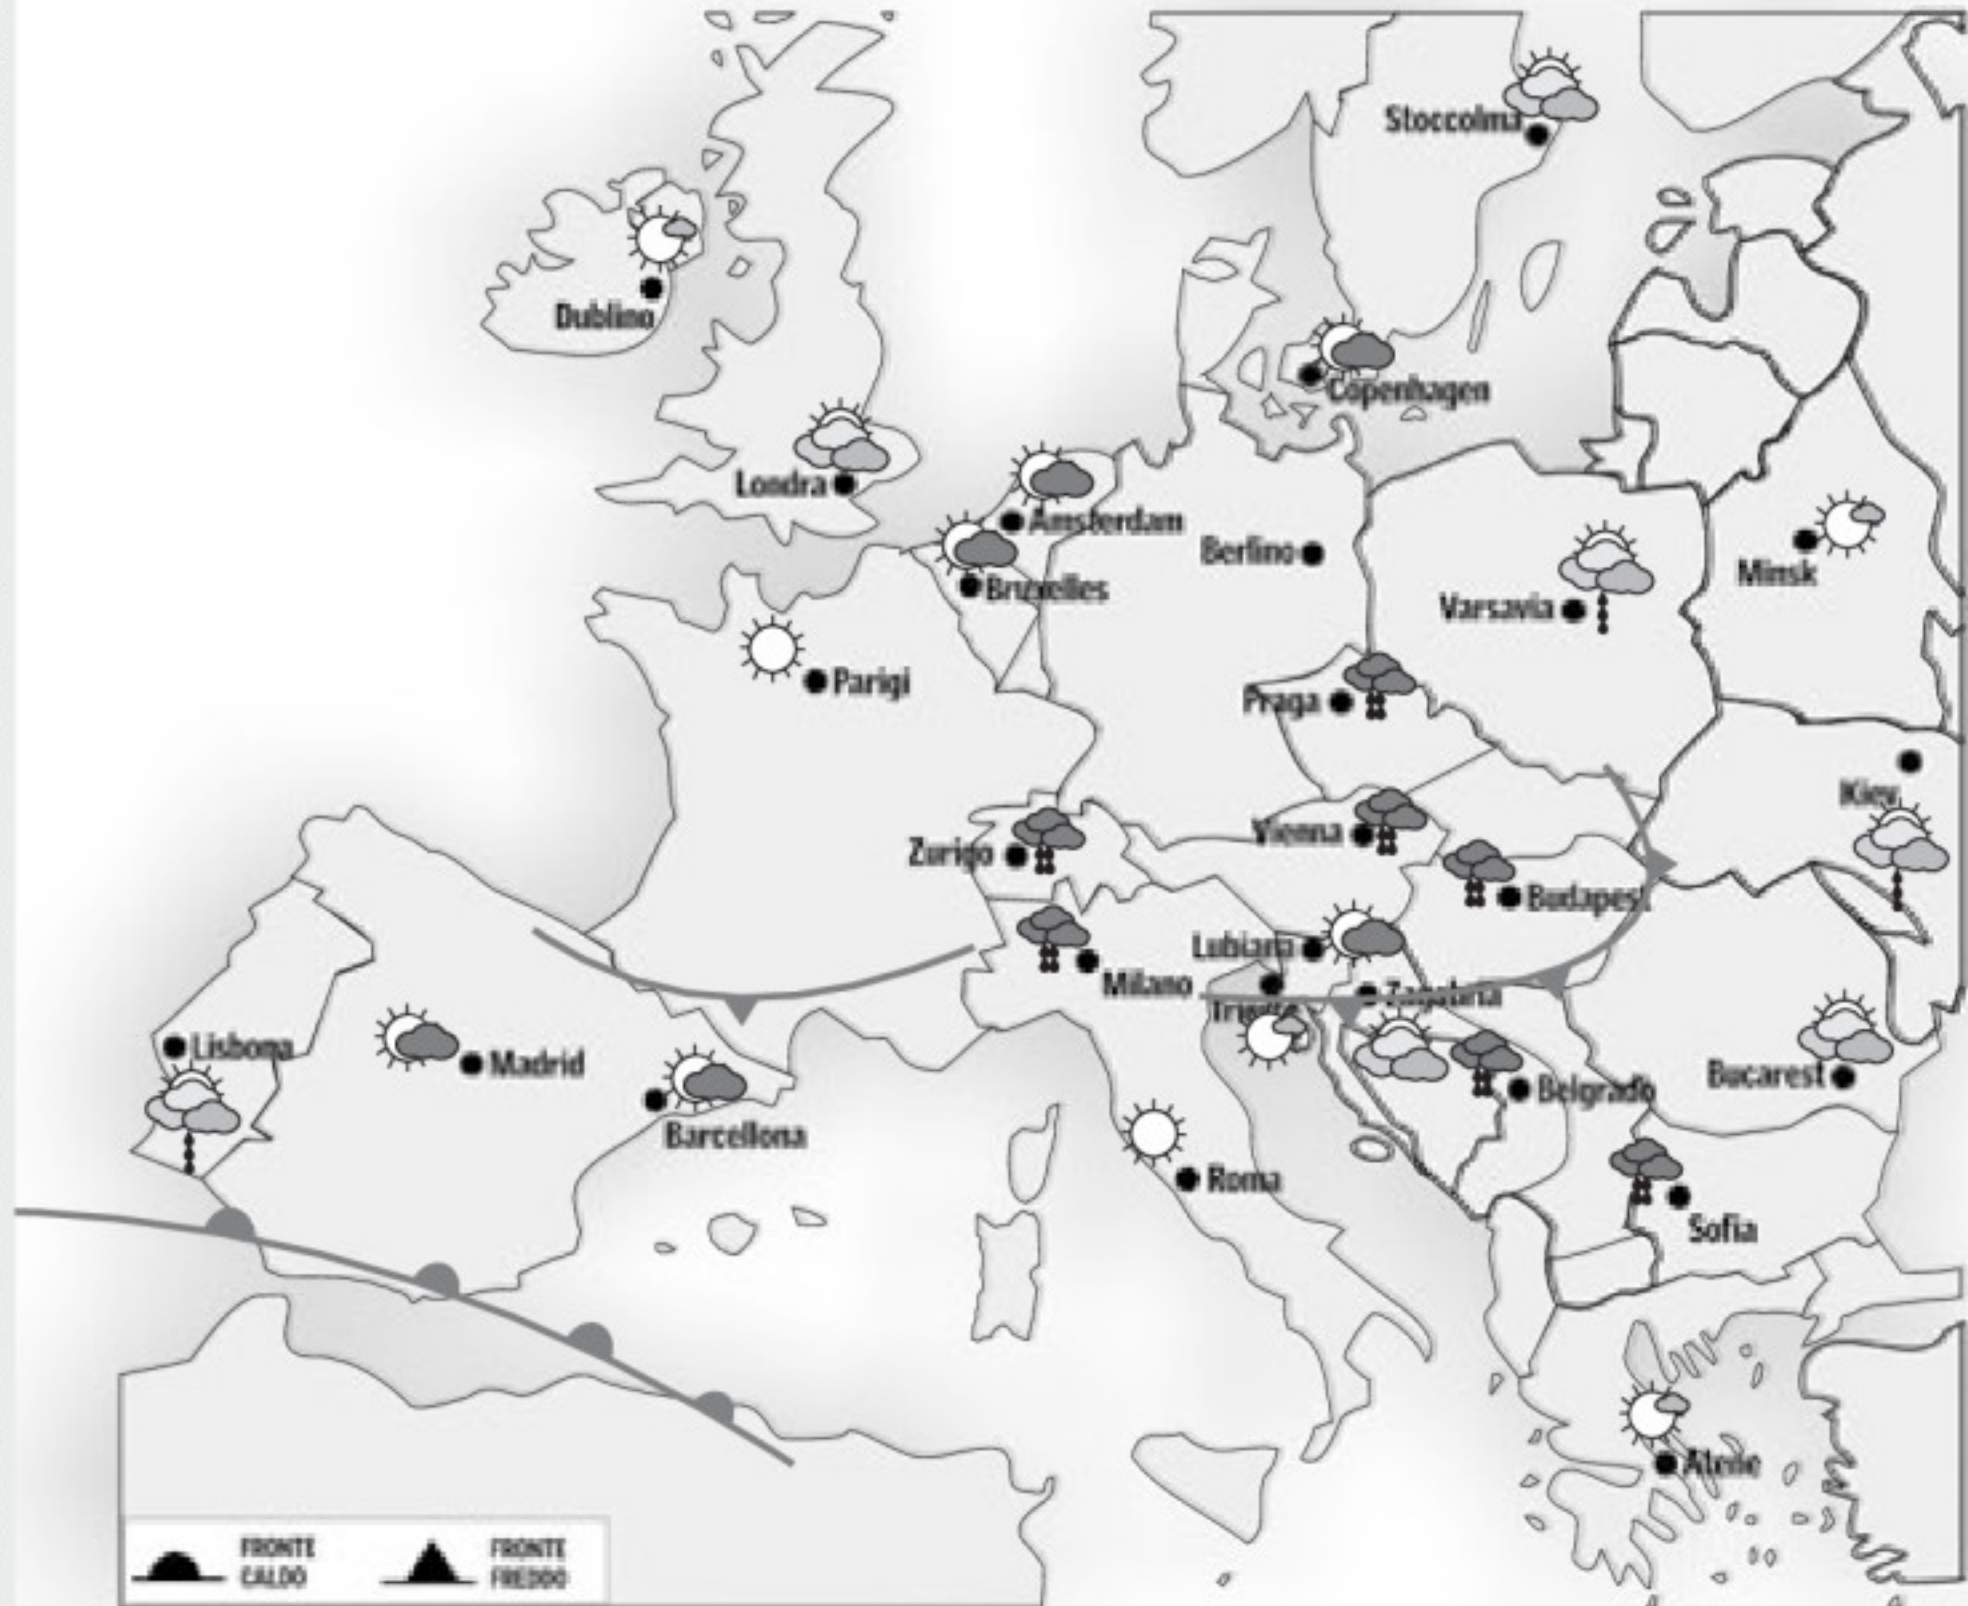 Stoccolma
Dublino
Copenhagen
Londra
Amsterdam
Berlino
Bruxelles
Minsk
Varsavia
Parigi
Praga
Kiev
Vienna
Zurigo
Budapest
Lubiana
Milano
Zagabria
Trieste
Lisbona
Madrid
Bucarest
Belgrado
Barcellona
Roma
Sofia
Atene
FRONTE
CALDO
FRONTE
FREDDO